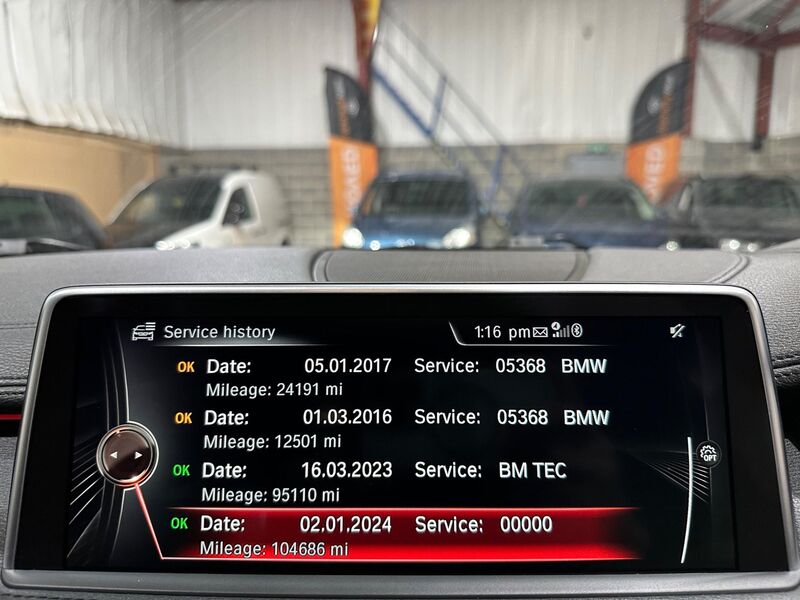 Service history 1:16 pm
OK Date: 05.01.2017 Service: 05368 BMW
Mileage: 24191 mi
OK Date: 01.03.2016 Service: 05368 BMW
Mileage: 12501 mi
OK Date: 16.03.2023 Service: BM TEC
Mileage: 95110 mi
OK Date: 02.01.2024 Service: 00000
Mileage: 104686 mi
OPT